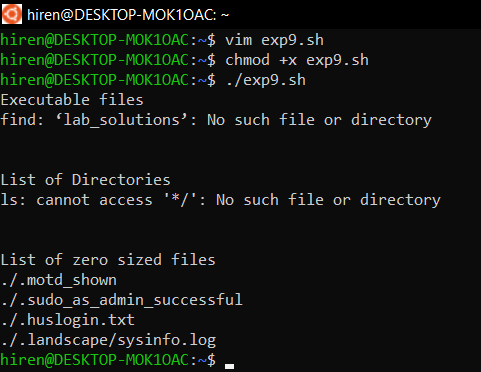 hiren@DESKTOP-MOK1OAC: ~
hiren@DESKTOP-MOK1OAC:~$ vim exp9.sh
hiren@DESKTOP-MOK1OAC:~$ chmod +x exp9.sh
hiren@DESKTOP-MOK1OAC:~$ ./exp9.sh
Executable files
find: ‘lab_solutions’: No such file or directory
List of Directories
ls: cannot access '*/': No such file or directory
List of zero sized files
./.motd_shown
./.sudo_as_admin_successful
./.huslogin.txt
./.landscape/sysinfo.log
hiren@DESKTOP-MOK1OAC:~$